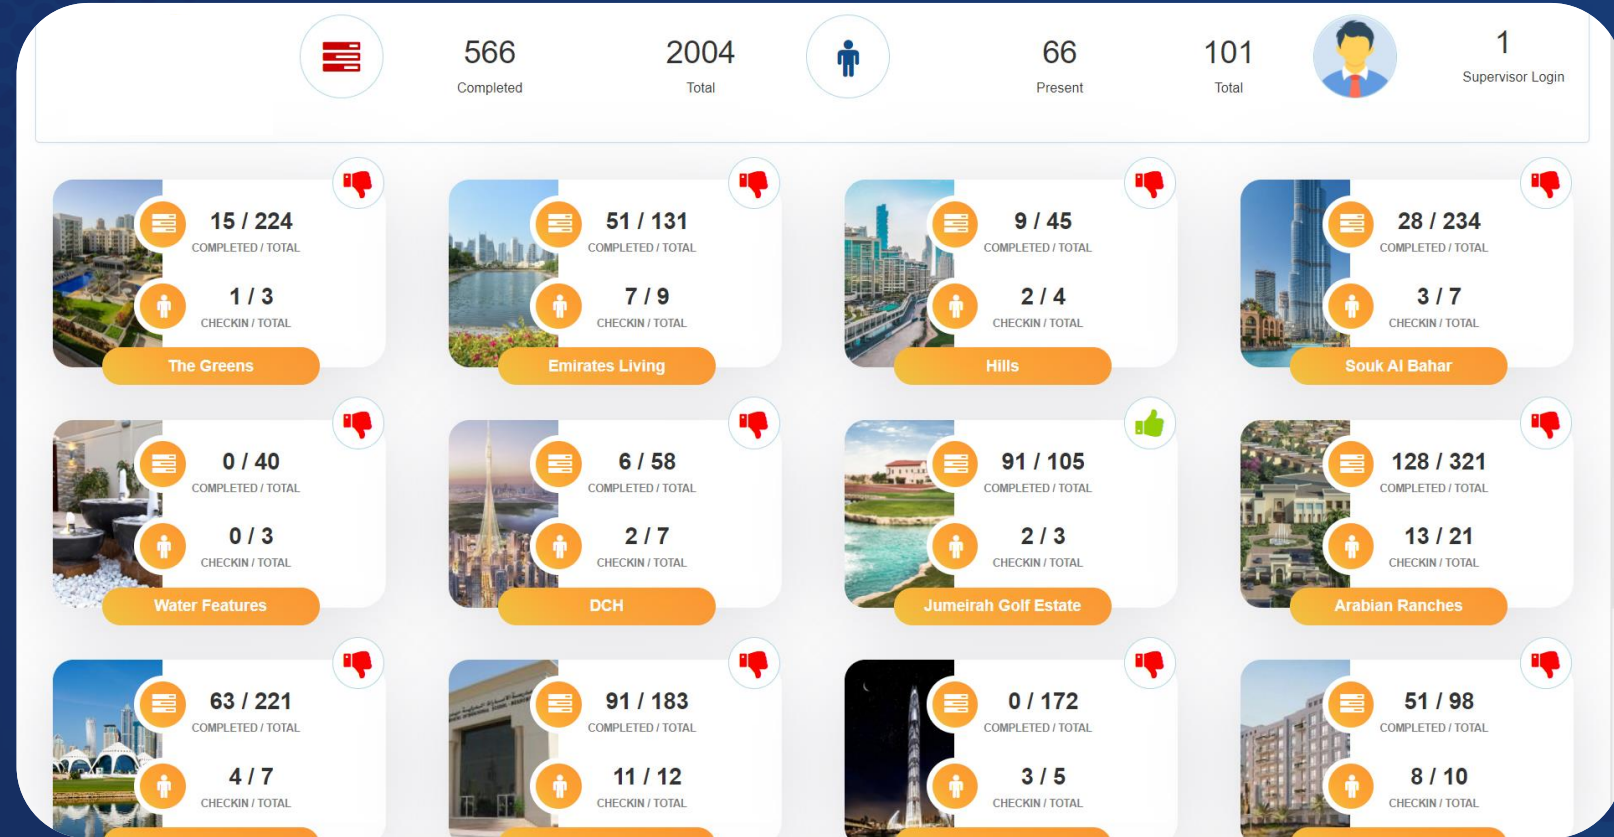 566
Completed
2004
Total
66
Present
101
Total
1
Supervisor Login
15 / 224
COMPLETED / TOTAL
1 / 3
CHECKIN / TOTAL
The Greens
51 / 131
COMPLETED / TOTAL
7 / 9
CHECKIN / TOTAL
Emirates Living
9 / 45
COMPLETED / TOTAL
2 / 4
CHECKIN / TOTAL
Hills
28 / 234
COMPLETED / TOTAL
3 / 7
CHECKIN / TOTAL
Souk Al Bahar
0 / 40
COMPLETED / TOTAL
0 / 3
CHECKIN / TOTAL
Water Features
6 / 58
COMPLETED / TOTAL
2 / 7
CHECKIN / TOTAL
DCH
91 / 105
COMPLETED / TOTAL
2 / 3
CHECKIN / TOTAL
Jumeirah Golf Estate
128 / 321
COMPLETED / TOTAL
13 / 21
CHECKIN / TOTAL
Arabian Ranches
63 / 221
COMPLETED / TOTAL
4 / 7
CHECKIN / TOTAL
91 / 183
COMPLETED / TOTAL
11 / 12
CHECKIN / TOTAL
0 / 172
COMPLETED / TOTAL
3 / 5
CHECKIN / TOTAL
51 / 98
COMPLETED / TOTAL
8 / 10
CHECKIN / TOTAL